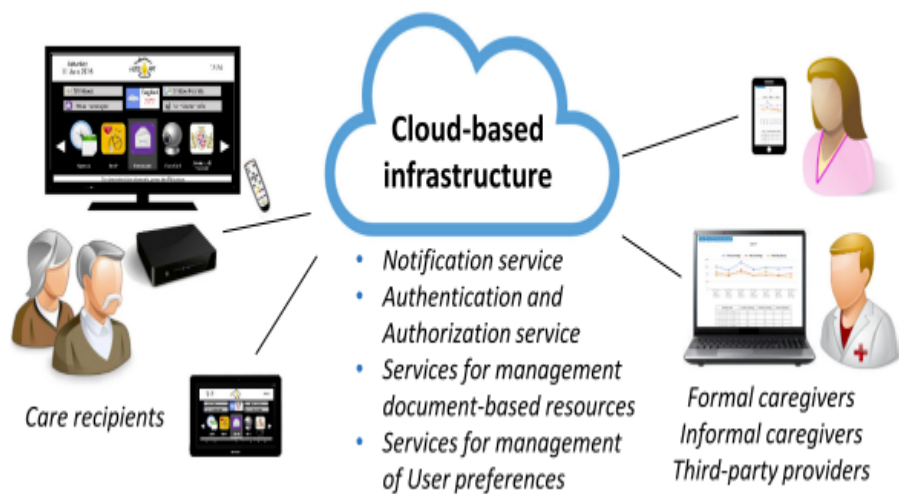 Cloud-based
infrastructure
• Notification service
• Authentication and
Authorization service
• Services for management
document-based resources
• Services for management
of User preferences
Care recipients
Formal caregivers
Informal caregivers
Third-party providers